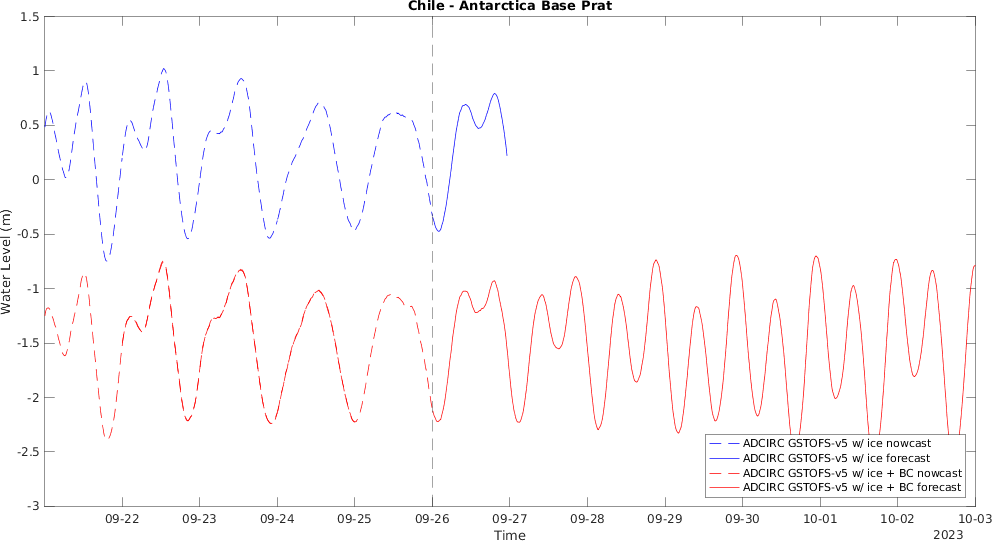 Chile - Antarctica Base Prat
Water Level (m)
1.5
1
0.5
0
-0.5
-1
-1.5
-2
-2.5
-3
ADCIRC GSTOFS-v5 w/ ice nowcast
ADCIRC GSTOFS-v5 w/ ice forecast
ADCIRC GSTOFS-v5 w/ ice + BC nowcast
ADCIRC GSTOFS-v5 w/ ice + BC forecast
09-22 09-23 09-24 09-25 09-26 09-27 09-28 09-29 09-30 10-01 10-02 10-03
Time
2023